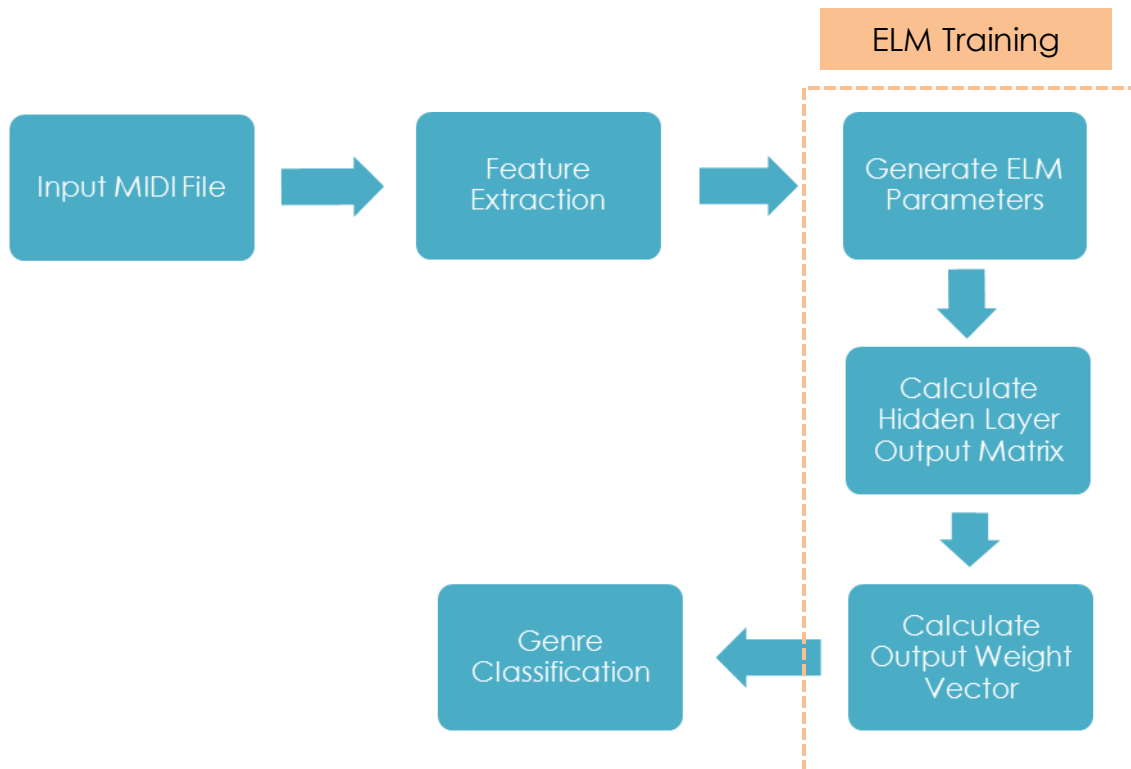 ELM Training
Input MIDI File
Feature
Extraction
Generate ELM
Parameters
Calculate
Hidden Layer
Output Matrix
Calculate
Output Weight
Vector
Genre
Classification